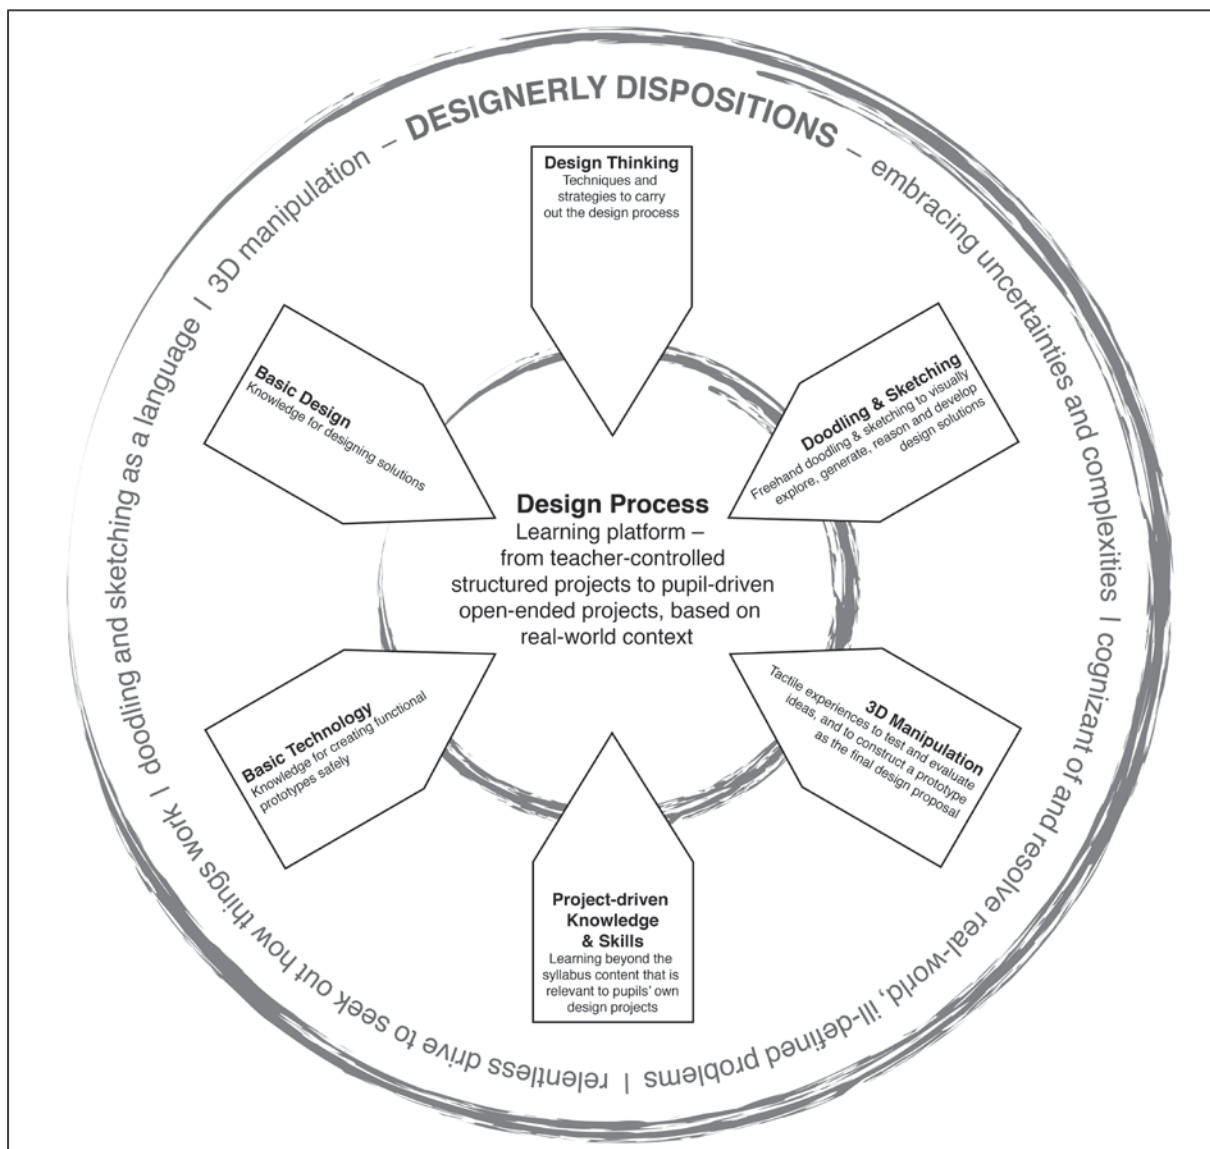 DESIGNERLY DISPOSITIONS – embracing uncertainties and complexities I cognizant of and resolve real-world, ill-defined problems I relentless drive to seek out how things work I doodling and sketching as a language I 3D manipulation –
Design Thinking
Techniques and
strategies to carry
out the design process
Doodling & Sketching
Freehand doodling & sketching to visually
explore, generate, reason and develop
design solutions
3D Manipulation
Tactile experiences to test and evaluate
ideas, and to construct a prototype
as the final design proposal
Project-driven
Knowledge
& Skills
Learning beyond the
syllabus content that is
relevant to pupils' own
design projects
Basic Technology
Knowledge for creating functional
prototypes safely
Basic Design
Knowledge for designing solutions
Design Process
Learning platform –
from teacher-controlled
structured projects to pupil-driven
open-ended projects, based on
real-world context